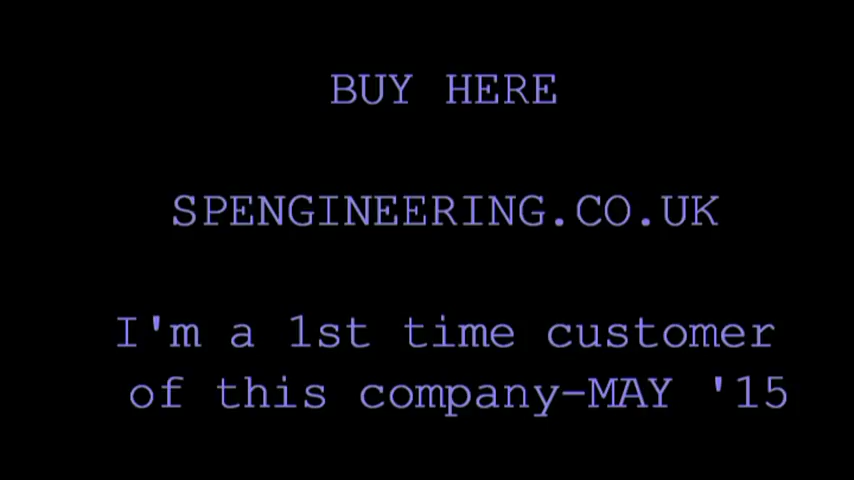 BUY HERE
SPENGINEERING.CO.UK
I'm a 1st time customer
of this company-MAY '15